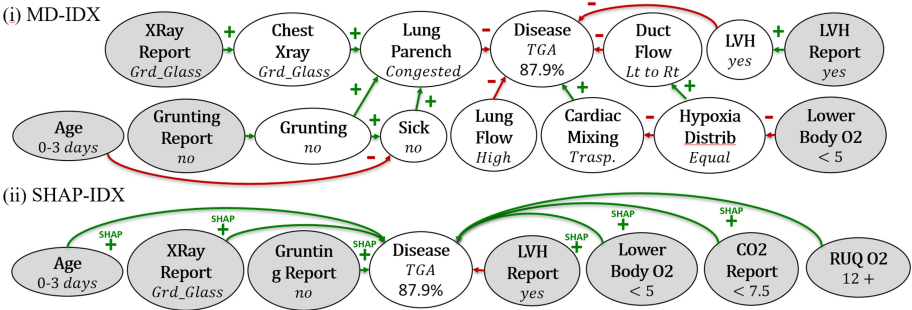 (i) MD-IDX
XRay
Report
Grd_Glass
+
Chest
Xray
Grd_Glass
+
Lung
Parench
Congested
-
Disease
TGA
87.9%
-
-
Duct
Flow
Lt to Rt
LVH
yes
+
LVH
Report
yes
+
+
-
+
+
Age
0-3 days
Grunting
Report
no
Grunting
no
+
Sick
no
-
Lung
Flow
High
Cardiac
Mixing
Trasp.
-
Hypoxia
Distrib
Equal
-
Lower
Body O2
< 5
(ii) SHAP-IDX
Age
0-3 days
SHAP
+
XRay
Report
Grd_Glass
SHAP
+
Gruntin
g Report
no
SHAP
+
Disease
TGA
87.9%
LVH
Report
yes
SHAP
+
Lower
Body O2
< 5
SHAP
+
CO2
Report
< 7.5
SHAP
+
RUQ O2
12 +